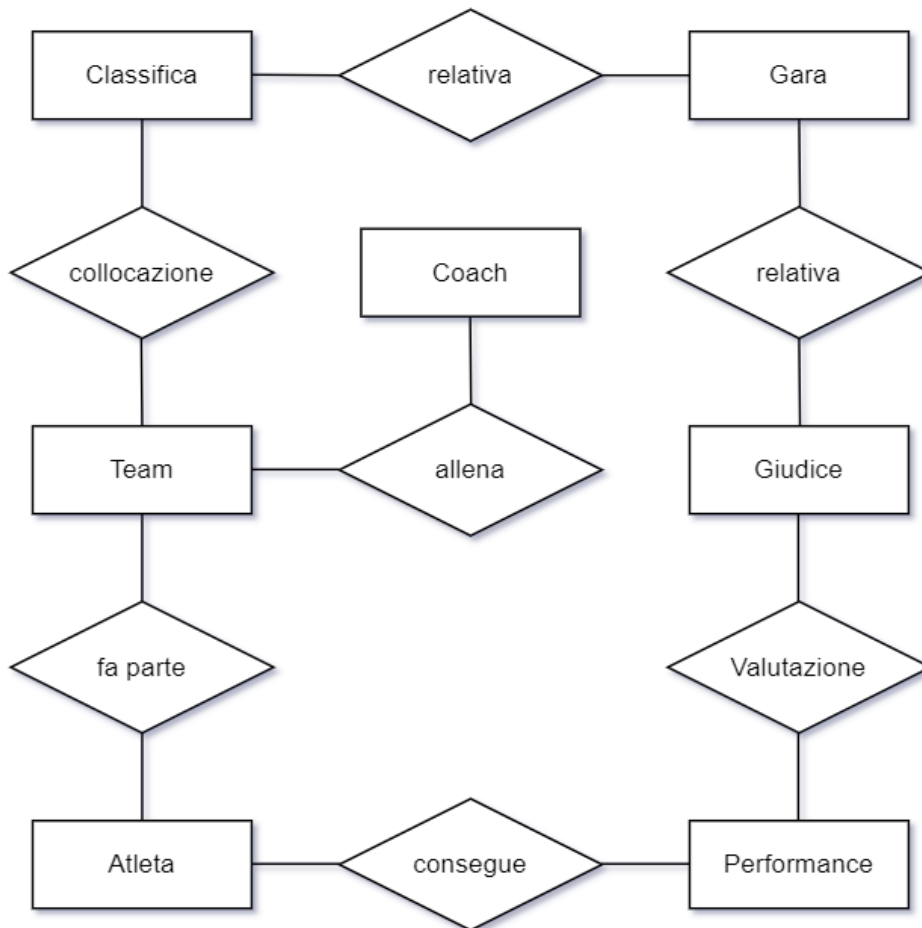 Classifica
relativa
Gara
collocazione
Coach
relativa
Team
allena
Giudice
fa parte
Valutazione
Atleta
consegue
Performance